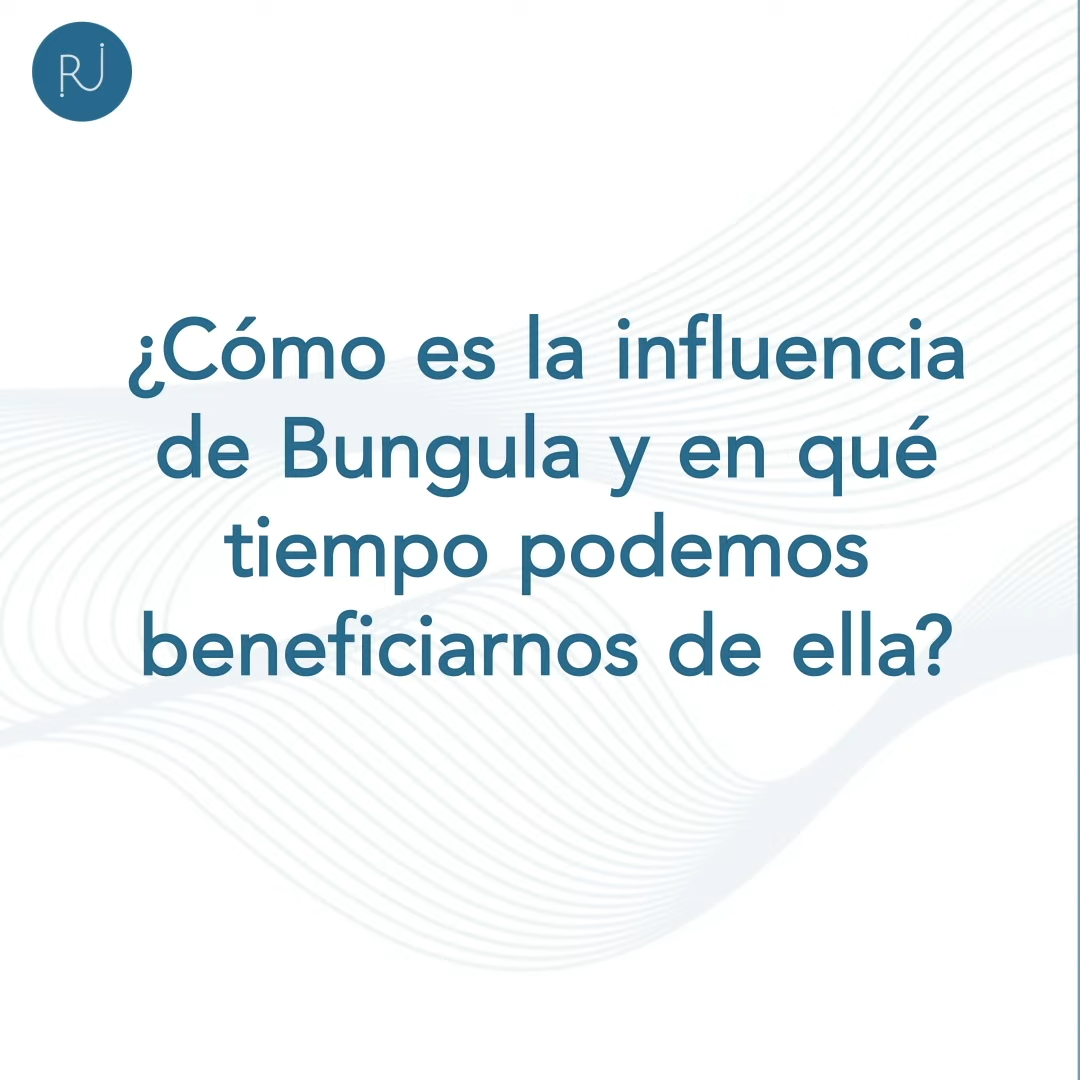 RJ
¿Cómo es la influencia
de Bungula y en qué
tiempo podemos
beneficiarnos de ella?